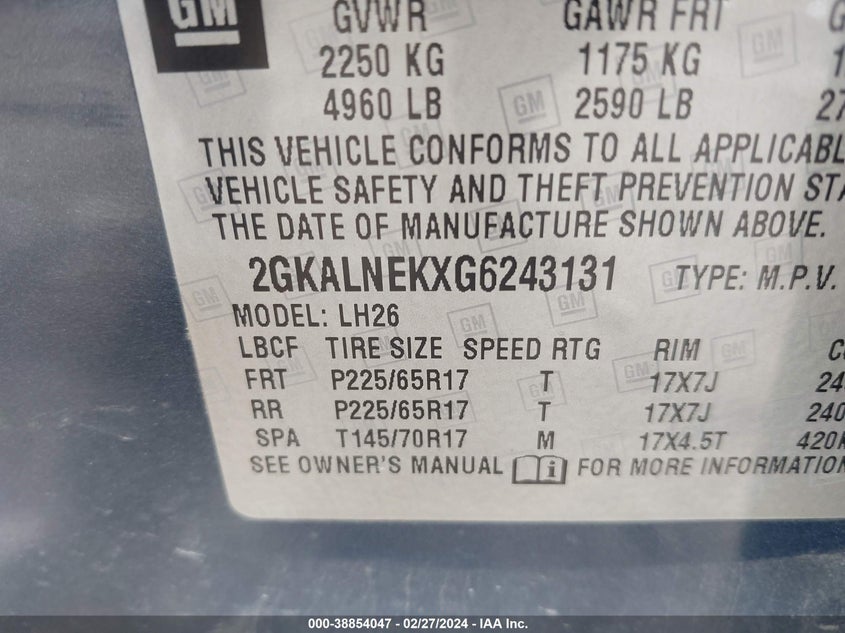 GM
GVWR GAWR FRT
2250 KG 1175 KG
4960 LB 2590 LB 27
THIS VEHICLE CONFORMS TO ALL APPLICABL
VEHICLE SAFETY AND THEFT PREVENTION STA
THE DATE OF MANUFACTURE SHOWN ABOVE.
2GKALNEKXG6243131 TYPE: M.P.V.
MODEL: LH26
LBCF TIRE SIZE SPEED RTG RIM C
FRT P225/65R17 T 17X7J 24
RR P225/65R17 T 17X7J 240
SPA T145/70R17 M 17X4.5T 420K
SEE OWNER'S MANUAL FOR MORE INFORMATION
000-38854047 - 02/27/2024 - IAA Inc.